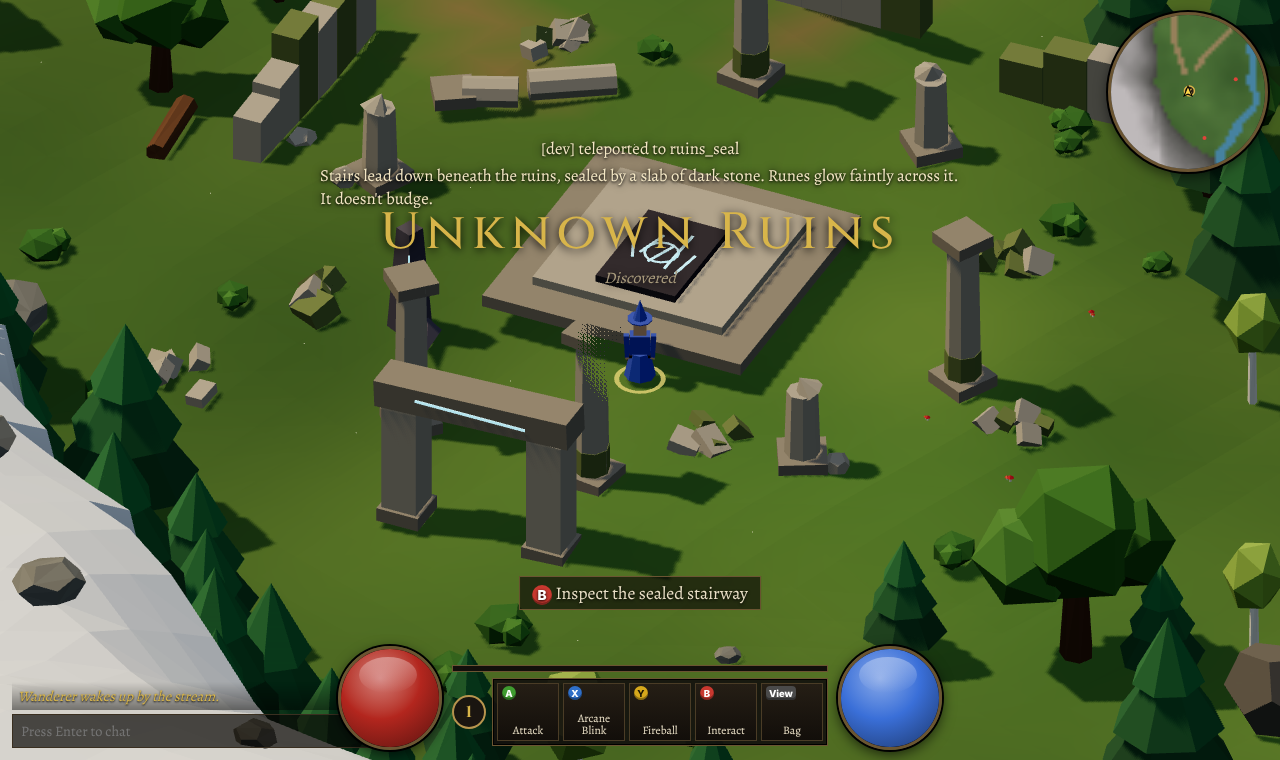 [dev] teleported to ruins_seal
Stairs lead down beneath the ruins, sealed by a slab of dark stone. Runes glow faintly across it.
It doesn't budge.
Unknown Ruins
Discovered
B Inspect the sealed stairway
Wanderer wakes up by the stream.
Press Enter to chat
1
A Attack
X Arcane
Blink
Y Fireball
B Interact
View Bag